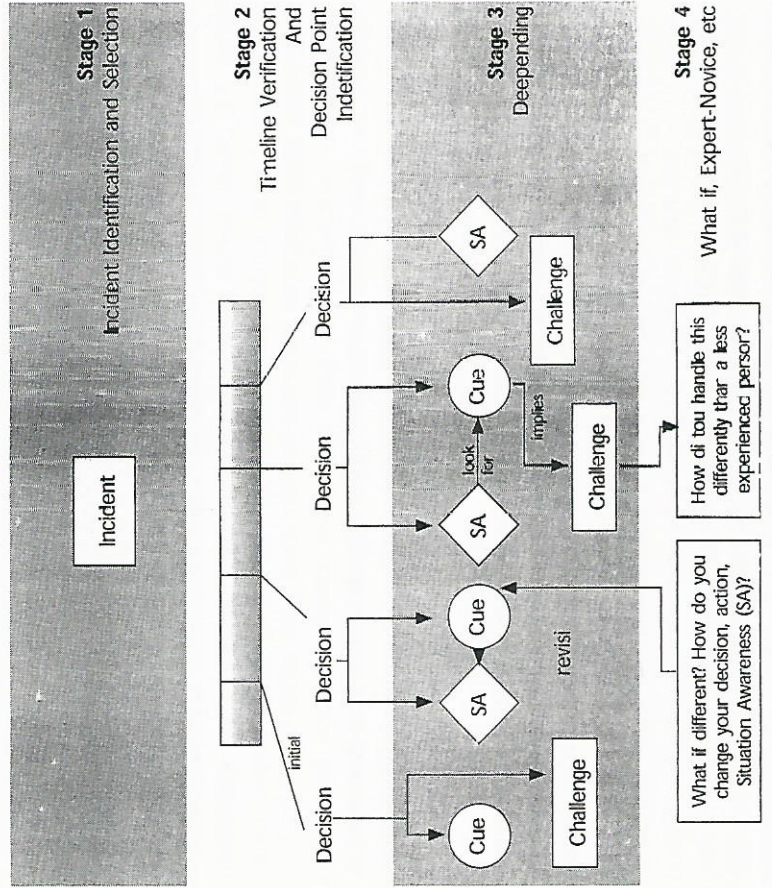 Stage 1
Incident Identification and Selection
Incident
Stage 2
Timeline Verification
And
Decision Point
Indetification
initial
Decision
Decision
Decision
Decision
Stage 3
Deepending
Cue
Challenge
SA
Cue
revisi
SA
look
for
Cue
implies
Challenge
SA
Challenge
Stage 4
What if, Expert-Novice, etc
What if different? How do you
change your decision, action,
Situation Awareness (SA)?
How di tou handle this
differently thar a less
experienced persor?